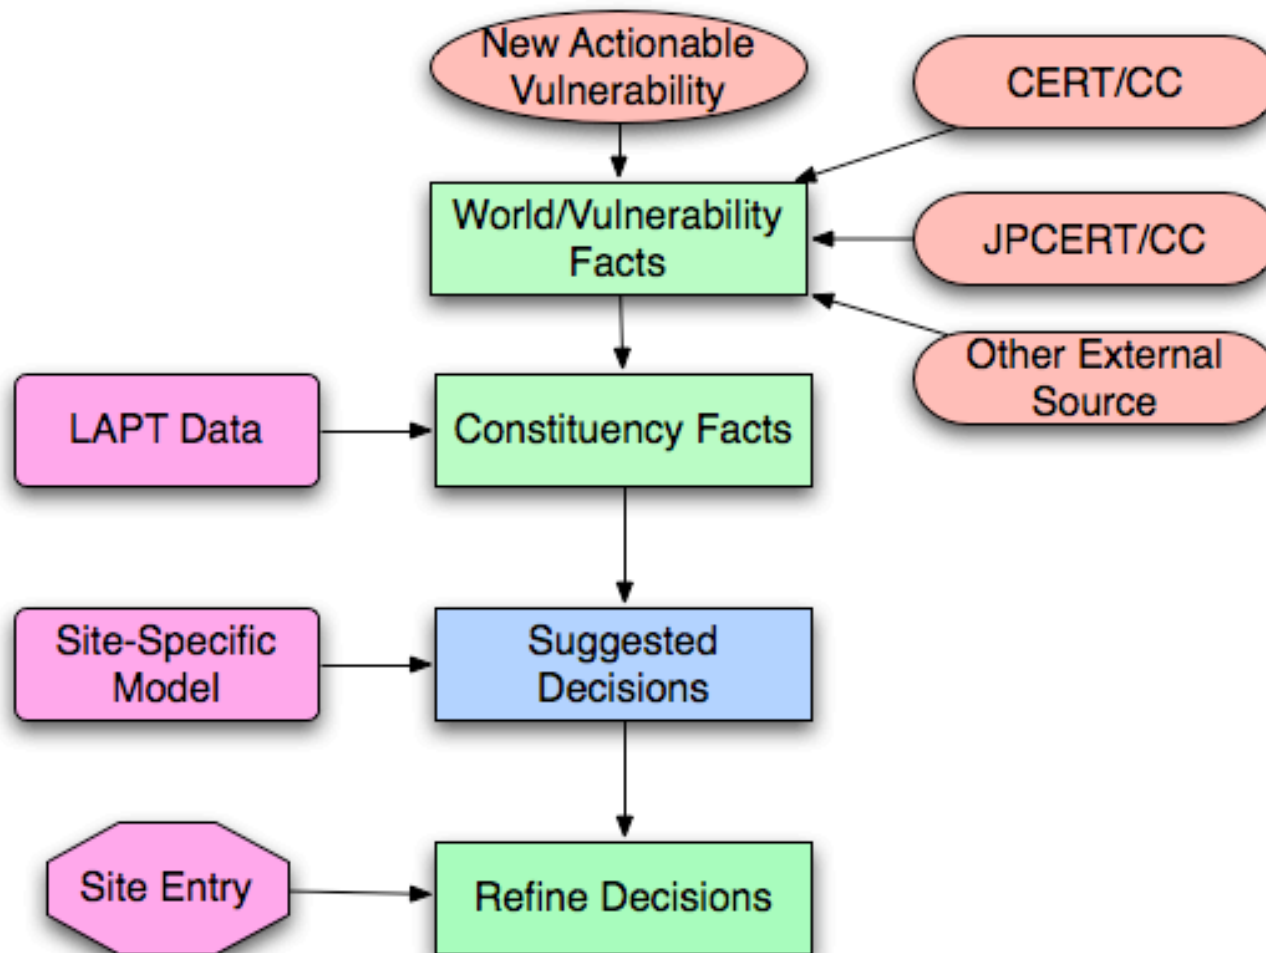 New Actionable
Vulnerability
CERT/CC
World/Vulnerability
Facts
JPCERT/CC
Other External
Source
LAPT Data
Constituency Facts
Site-Specific
Model
Suggested
Decisions
Site Entry
Refine Decisions